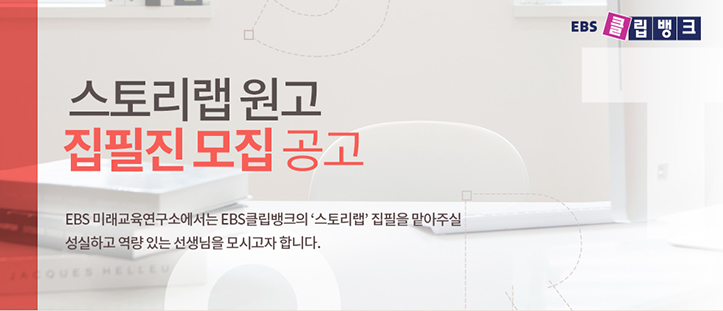 EBS 클립뱅크
스토리랩 원고
집필진 모집 공고
EBS 미래교육연구소에서는 EBS클립뱅크의 ‘스토리랩’ 집필을 맡아주실
성실하고 역량 있는 선생님을 모시고자 합니다.
JACQUES HELLEU